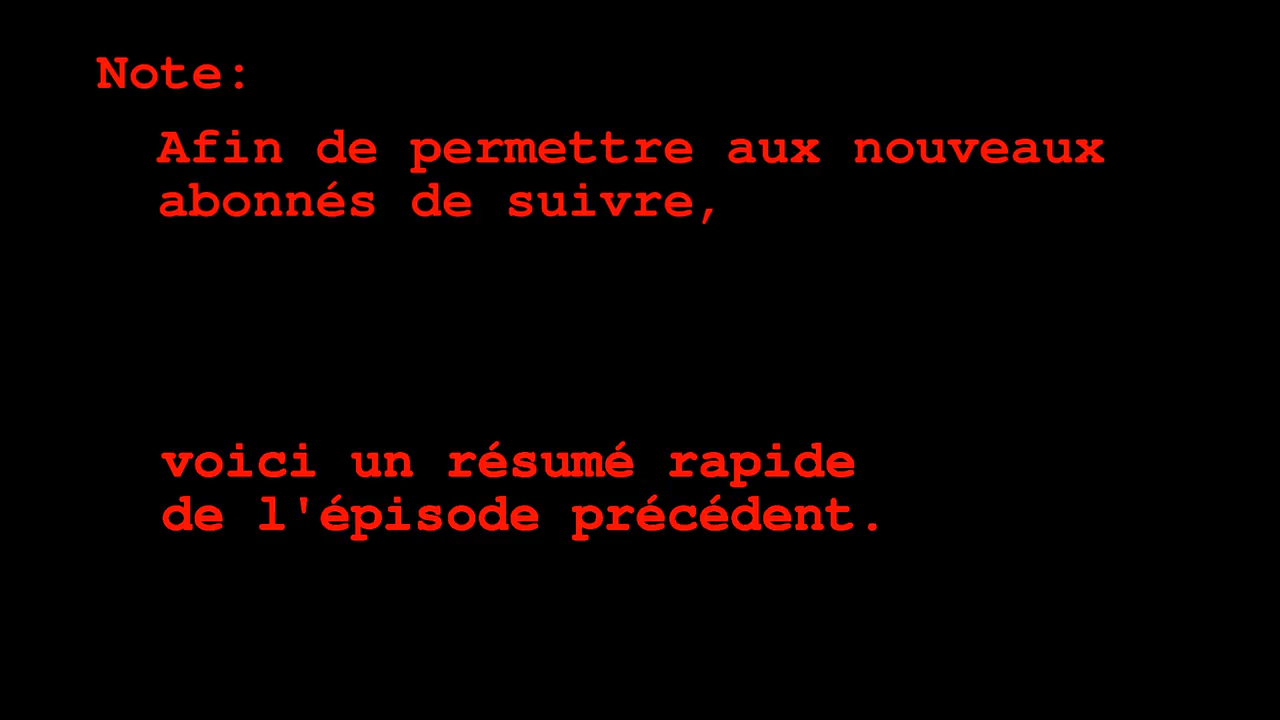 Note:
Afin de permettre aux nouveaux
abonnés de suivre,
voici un résumé rapide
de l'épisode précédent.